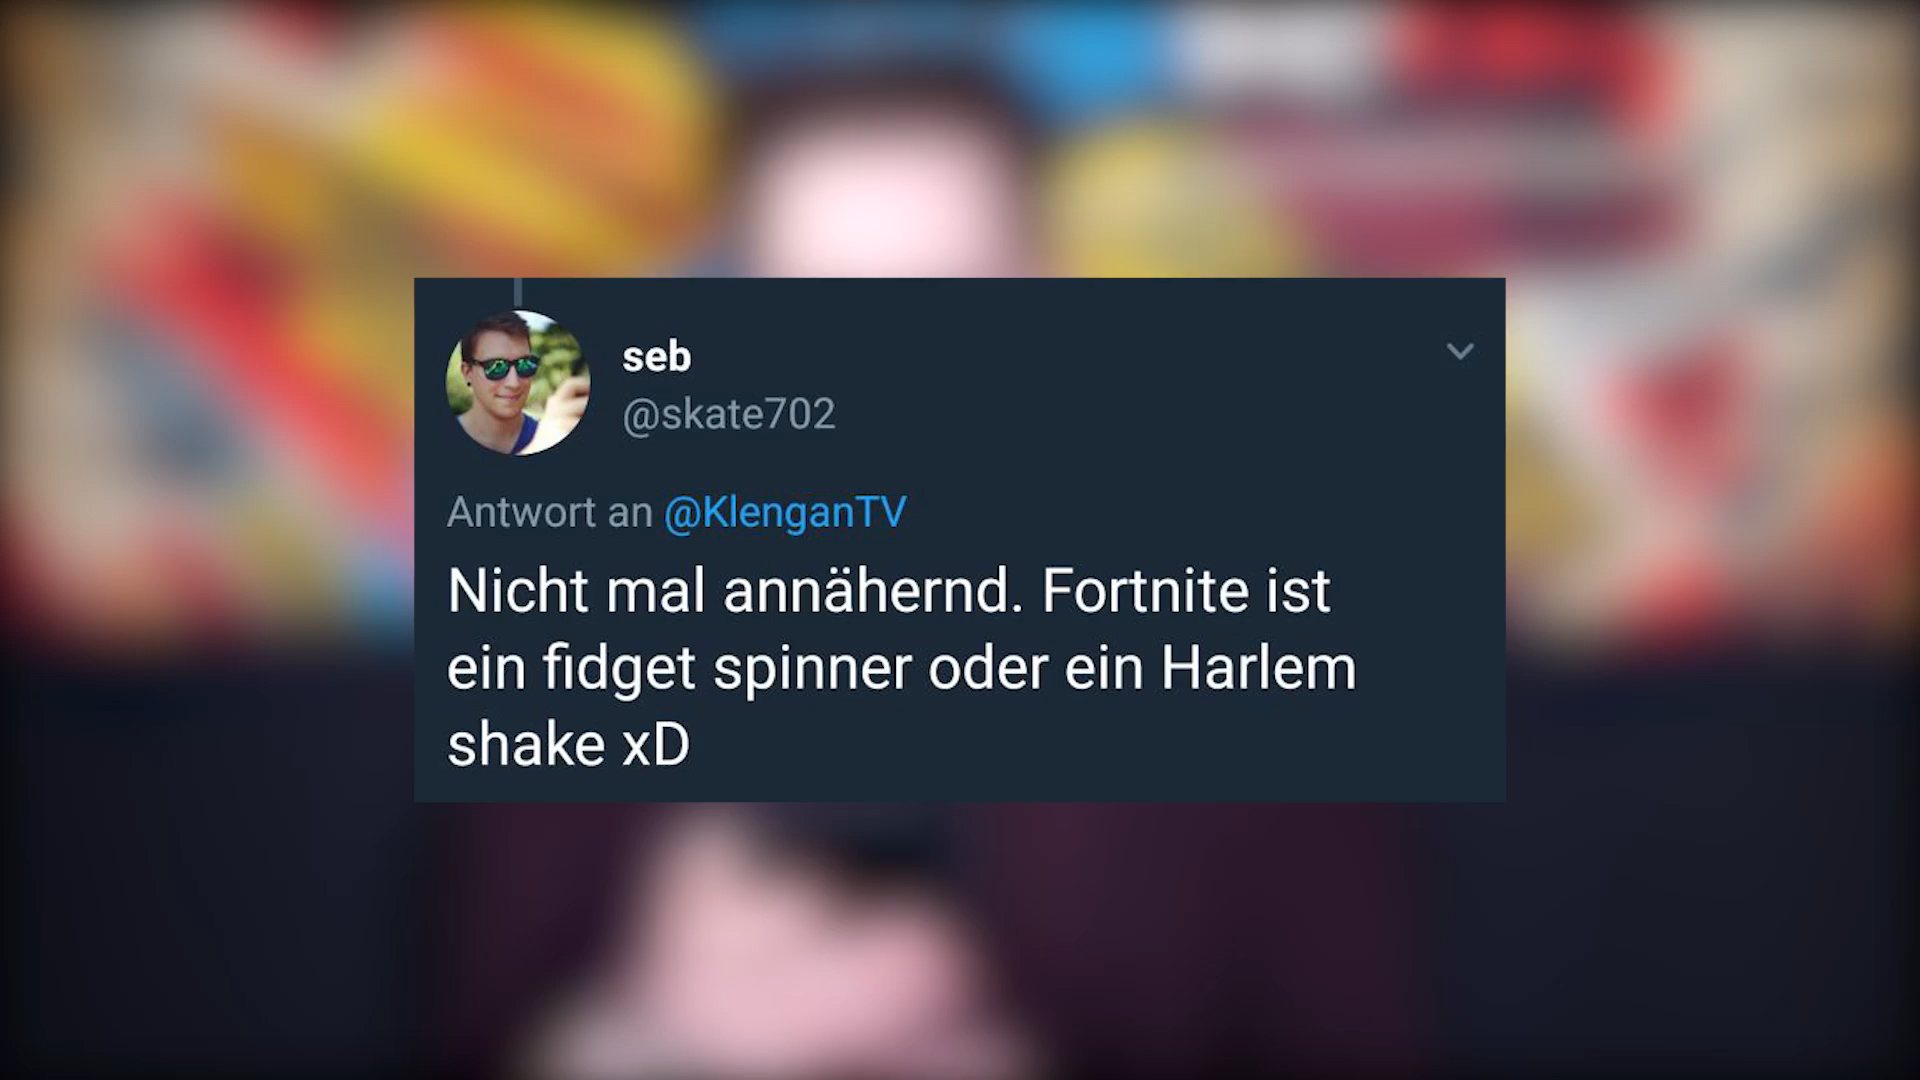 seb
@skate702
Antwort an @KlenganTV
Nicht mal annähernd. Fortnite ist
ein fidget spinner oder ein Harlem
shake xD